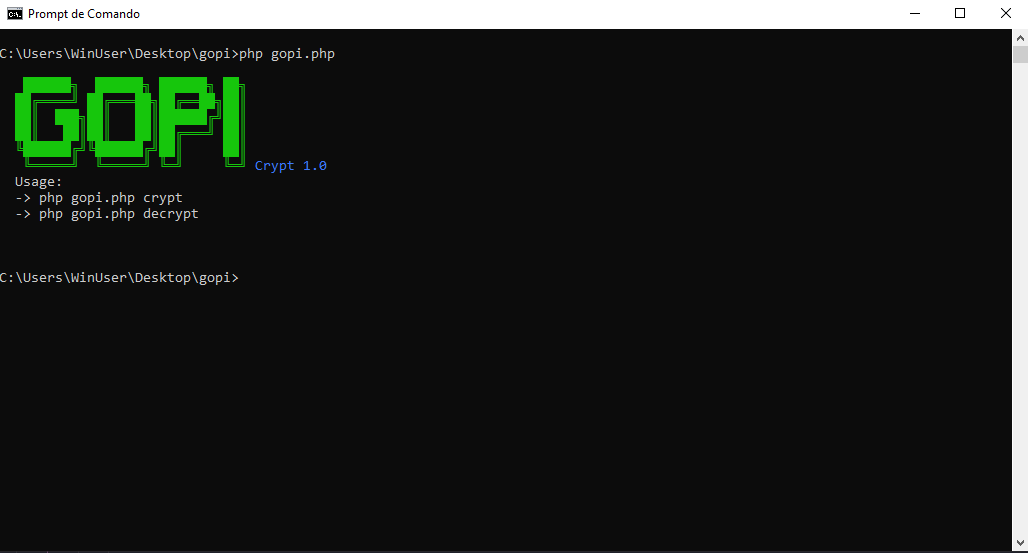 Prompt de Comando
C:\Users\WinUser\Desktop\gopi>php gopi.php
GOPI
Crypt 1.0
Usage:
-> php gopi.php crypt
-> php gopi.php decrypt
C:\Users\WinUser\Desktop\gopi>